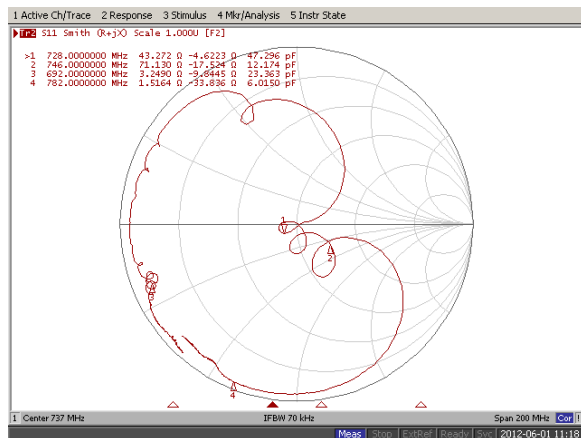 1 Active Ch/Trace 2 Response 3 Stimulus 4 Mkr/Analysis 5 Instr State
Tr2 S11 Smith (R+jX) Scale 1.000U [F2]
>1 728.0000000 MHz 43.272 Ω -4.6223 Ω 47.296 pF
2 746.0000000 MHz 71.130 Ω -17.524 Ω 12.174 pF
3 692.0000000 MHz 3.2490 Ω -9.8445 Ω 23.363 pF
4 782.0000000 MHz 1.5164 Ω -33.836 Ω 6.0150 pF
1
2
3
4
1 Center 737 MHz IFBW 70 kHz Span 200 MHz Cor !
Meas Stop ExtRef Ready Svc 2012-06-01 11:18